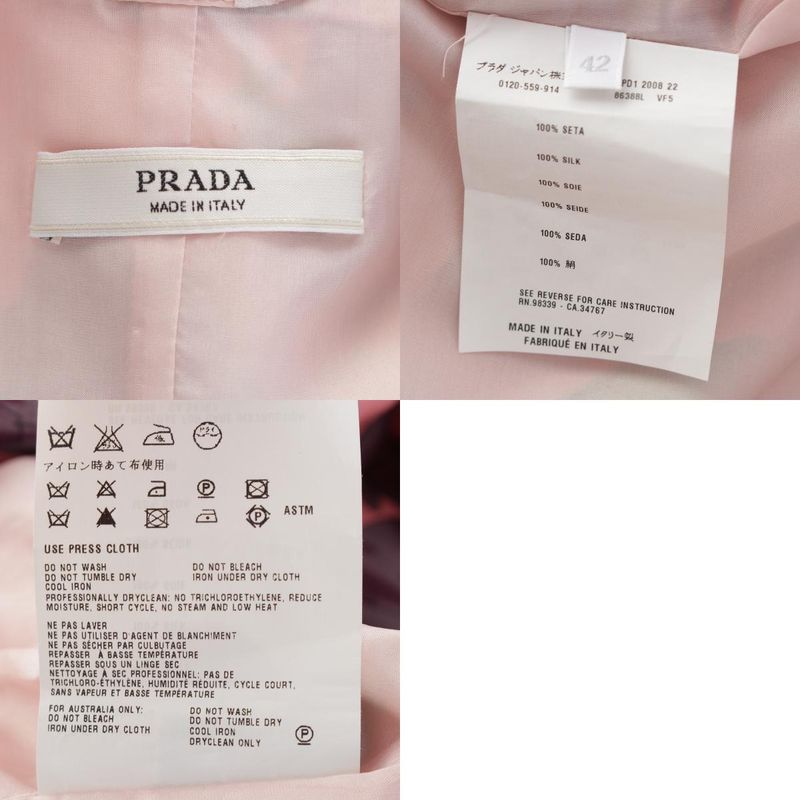 PRADA
MADE IN ITALY
42
プラダ ジャパン株
0120-559-914
PD1 2008 22
86388L VF5
100% SETA
100% SILK
100% SOIE
100% SEIDE
100% SEDA
100% 絹
SEE REVERSE FOR CARE INSTRUCTION
RN.98339 - CA.34767
MADE IN ITALY イタリー製
FABRIQUÉ EN ITALY
ドライ
アイロン時あて布使用
P
P
ASTM
USE PRESS CLOTH
DO NOT WASH DO NOT BLEACH
DO NOT TUMBLE DRY IRON UNDER DRY CLOTH
COOL IRON
PROFESSIONALLY DRYCLEAN: NO TRICHLOROETHYLENE, REDUCE
MOISTURE, SHORT CYCLE, NO STEAM AND LOW HEAT
NE PAS LAVER
NE PAS UTILISER D'AGENT DE BLANCHIMENT
NE PAS SÉCHER PAR CULBUTAGE
REPASSER À BASSE TEMPÉRATURE
REPASSER SOUS UN LINGE SEC
NETTOYAGE À SEC PROFESSIONNEL: PAS DE
TRICHLORO-ÉTHYLÈNE, HUMIDITÉ RÉDUITE, CYCLE COURT,
SANS VAPEUR ET BASSE TEMPÉRATURE
FOR AUSTRALIA ONLY: DO NOT WASH
DO NOT BLEACH DO NOT TUMBLE DRY
IRON UNDER DRY CLOTH COOL IRON
DRYCLEAN ONLY
P